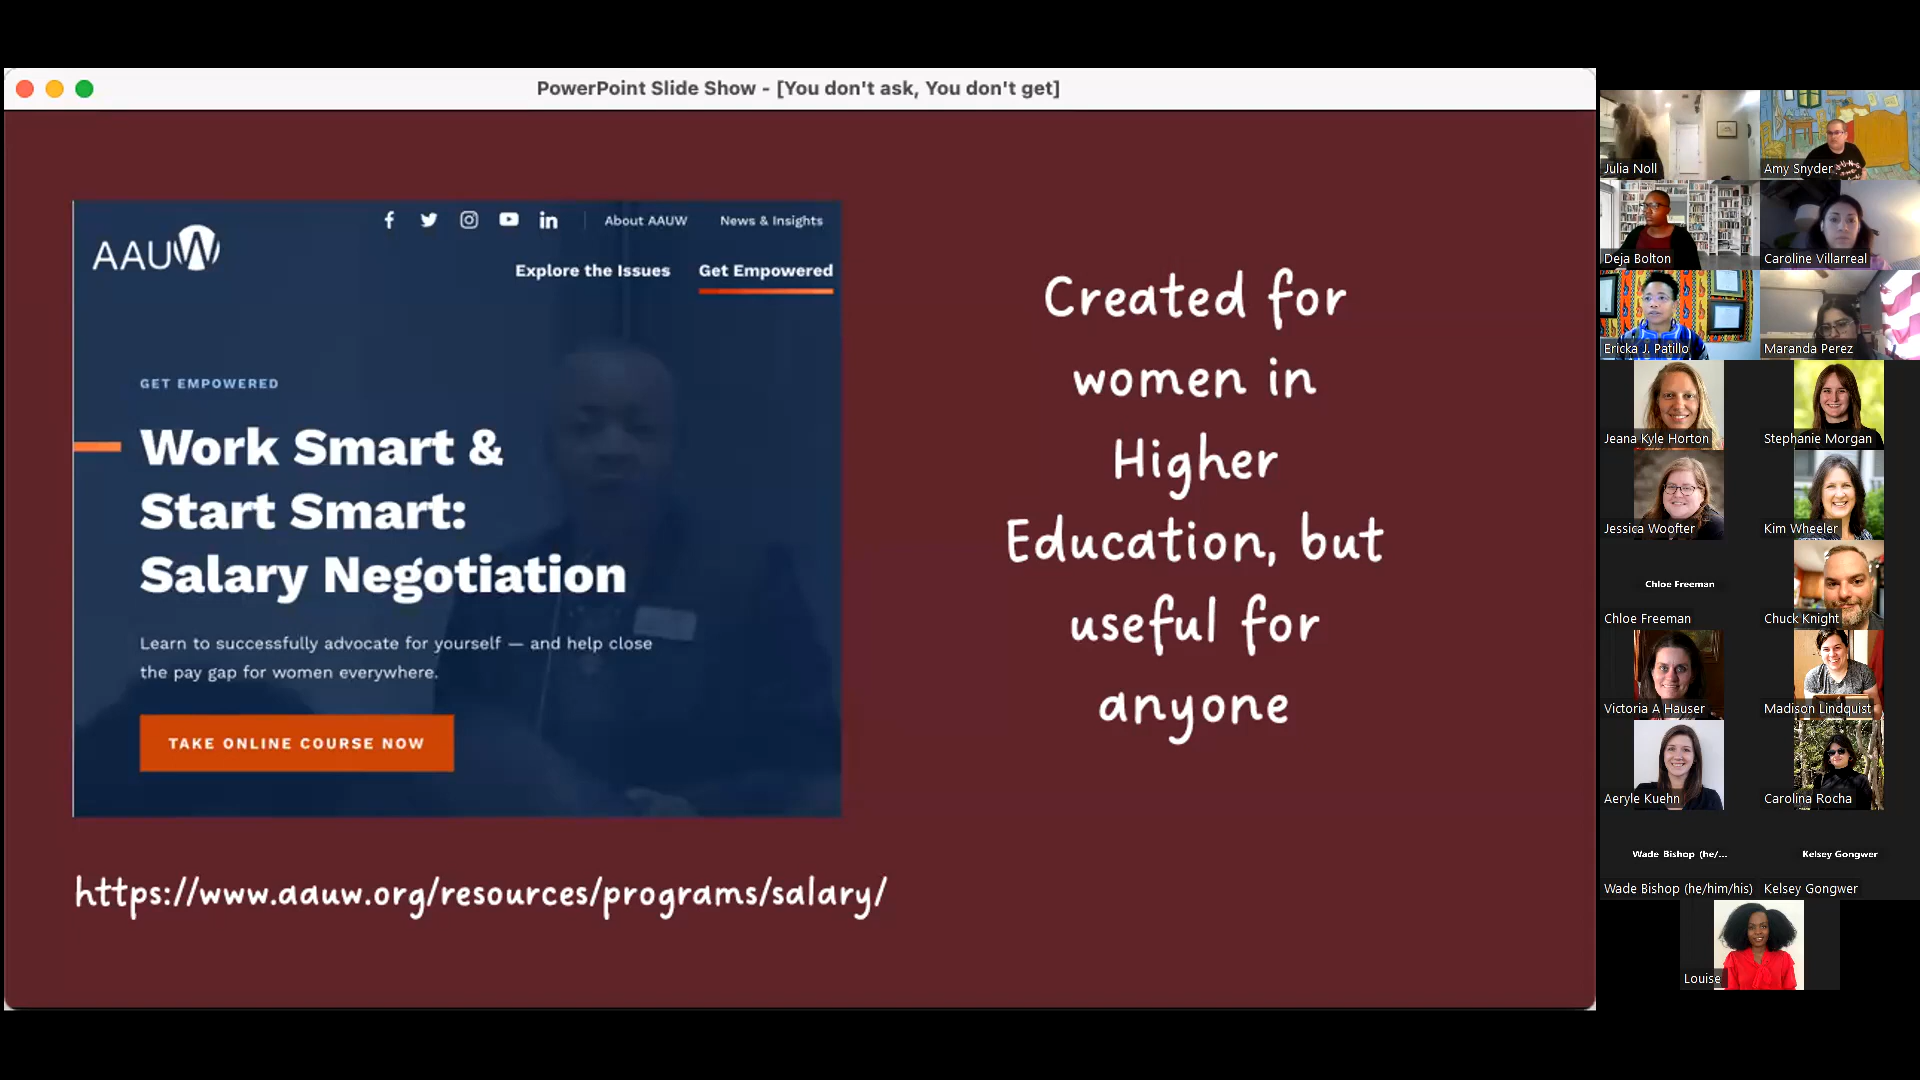 PowerPoint Slide Show - [You don't ask, You don't get]
AAUW
About AAUW
News & Insights
Explore the Issues
Get Empowered
GET EMPOWERED
Work Smart &
Start Smart:
Salary Negotiation
Learn to successfully advocate for yourself — and help close
the pay gap for women everywhere.
TAKE ONLINE COURSE NOW
https://www.aauw.org/resources/programs/salary/
Created for
women in
Higher
Education, but
useful for
anyone
Julia Noll
Amy Snyder
Deja Bolton
Caroline Villarreal
Ericka J. Patillo
Maranda Perez
Jeana Kyle Horton
Stephanie Morgan
Jessica Woofter
Kim Wheeler
Chloe Freeman
Chloe Freeman
Chuck Knight
Victoria A Hauser
Madison Lindquist
Aeryle Kuehn
Carolina Rocha
Wade Bishop (he/...
Kelsey Gongwer
Wade Bishop (he/him/his)
Kelsey Gongwer
Louise